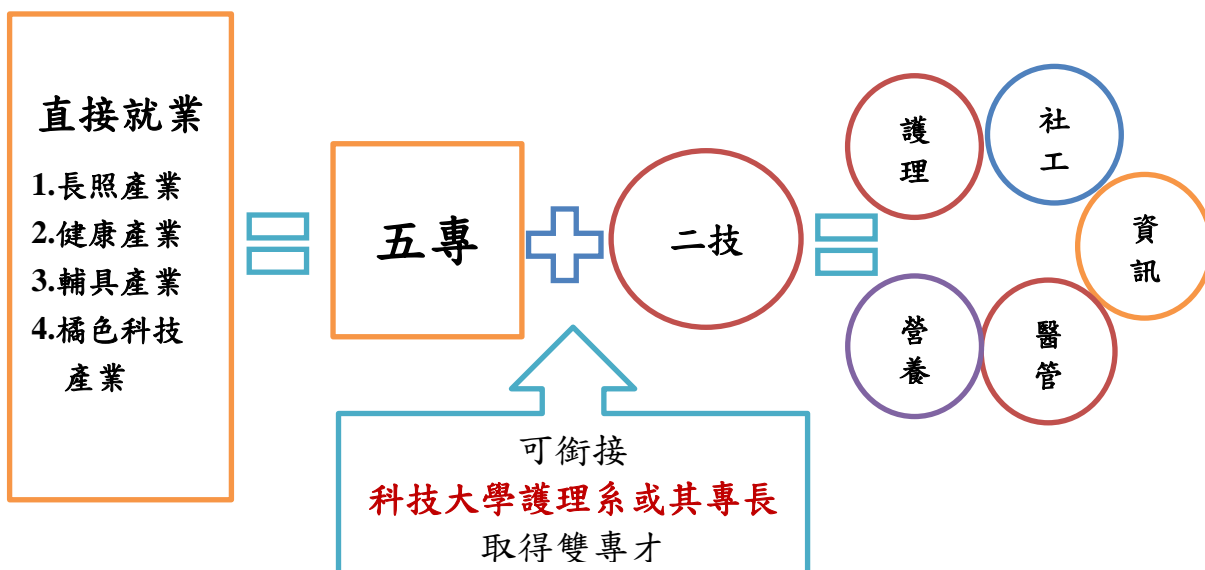 直接就業
1.長照產業
2.健康產業
3.輔具產業
4.橘色科技
產業
五專
二技
護理
社工
資訊
醫管
營養
可銜接
科技大學護理系或其專長
取得雙專才